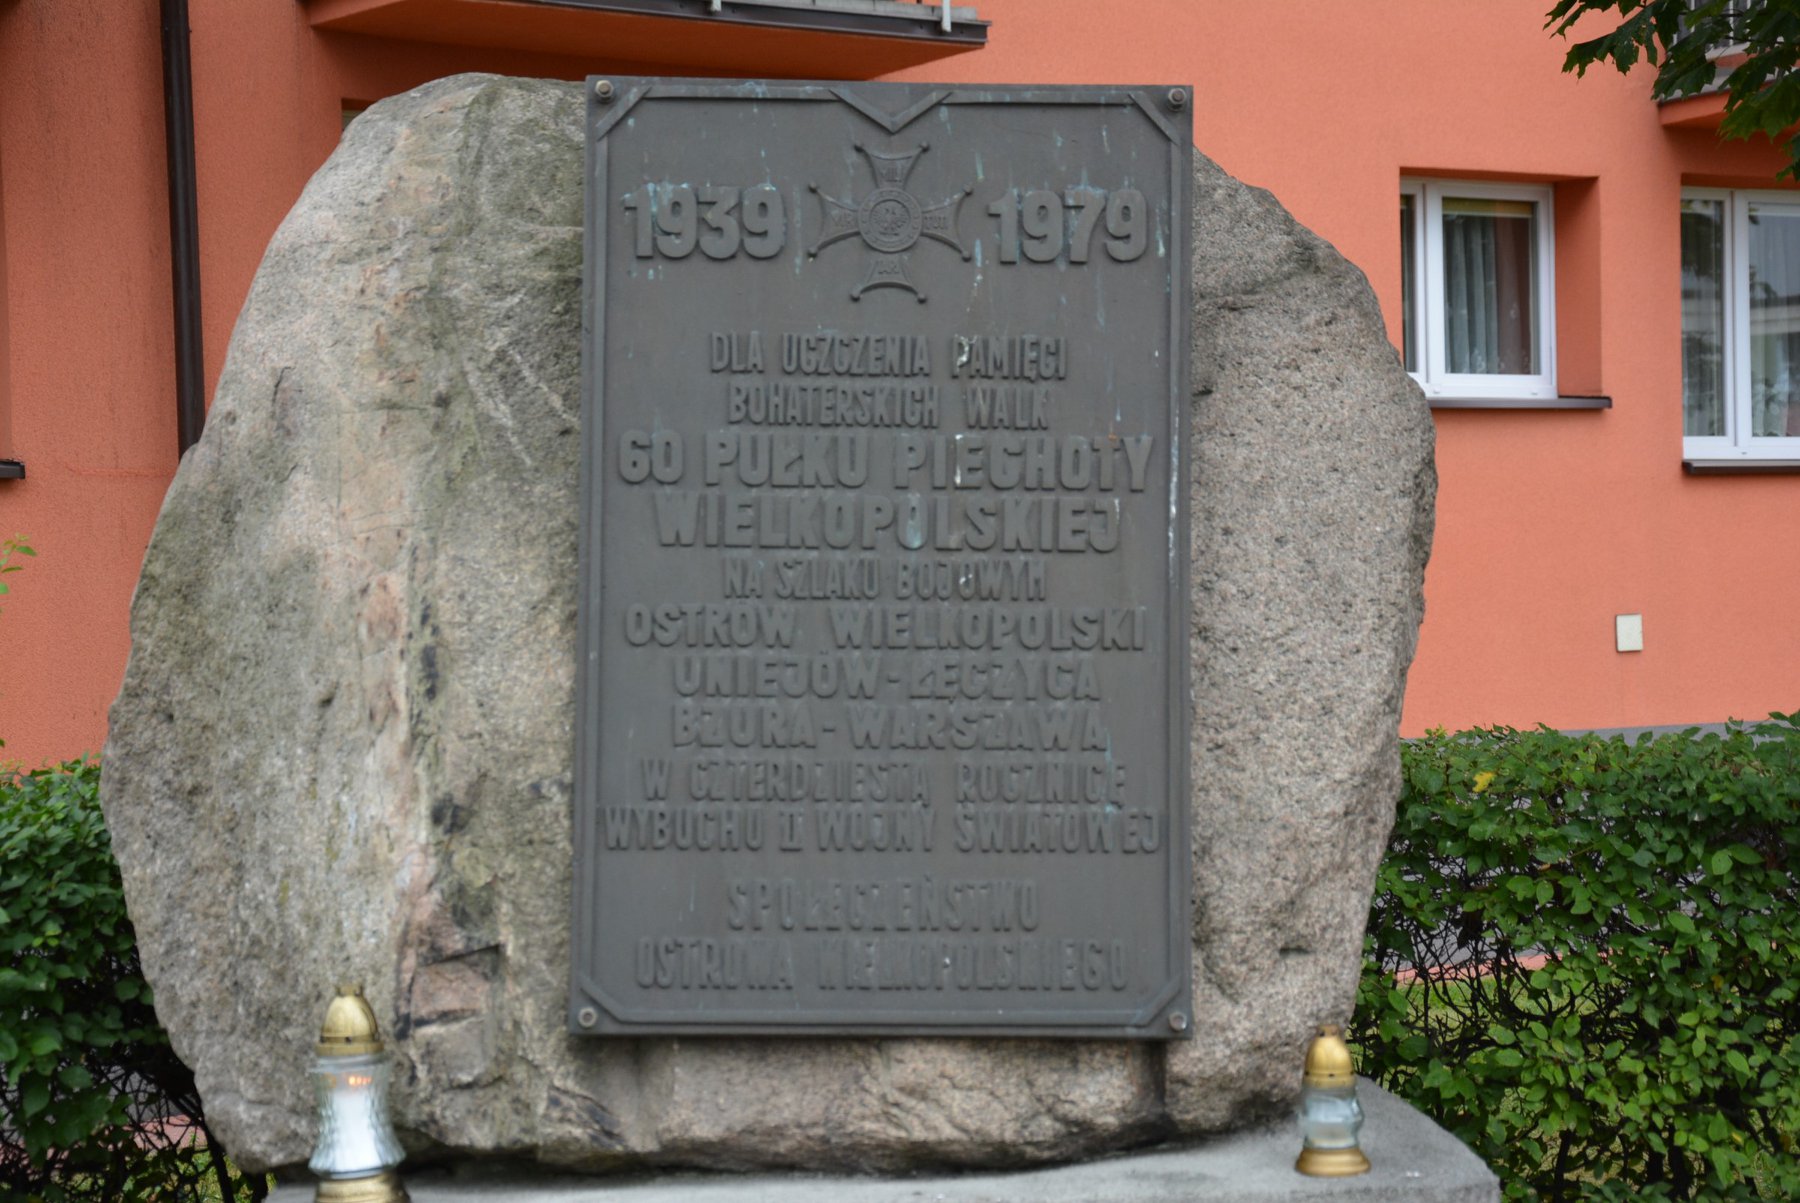 1939 1979
DLA UCZCZENIA PAMIĘCI
BOHATERSKICH WALK
60 PUŁKU PIECHOTY
WIELKOPOLSKIEJ
NA SZLAKU BOJOWYM
OSTRÓW WIELKOPOLSKI
UNIEJÓW-ŁĘCZYCA
BZURA-WARSZAWA
W CZTERDZIESTĄ ROCZNICĘ
WYBUCHU II WOJNY ŚWIATOWEJ
SPOŁECZEŃSTWO
OSTROWA WIELKOPOLSKIEGO